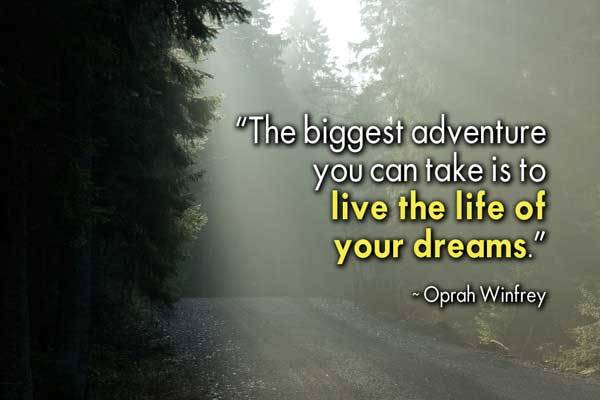 “The biggest adventure
you can take is to
live the life of
your dreams.”
~ Oprah Winfrey